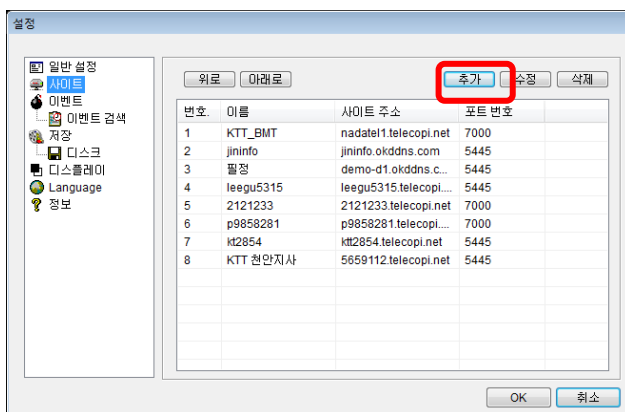 설정
일반 설정
사이트
이벤트
이벤트 검색
저장
디스크
디스플레이
Language
정보
위로 아래로 추가 수정 삭제
번호. 이름 사이트 주소 포트 번호
1 KTT_BMT nadatel1.telecopi.net 7000
2 jininfo jininfo.okddns.com 5445
3 필정 demo-d1.okddns.c... 5445
4 leegu5315 leegu5315.telecopi.... 5445
5 2121233 2121233.telecopi.net 7000
6 p9858281 p9858281.telecopi.... 7000
7 kt2854 ktt2854.telecopi.net 5445
8 KTT 천안지사 5659112.telecopi.net 5445
OK 취소